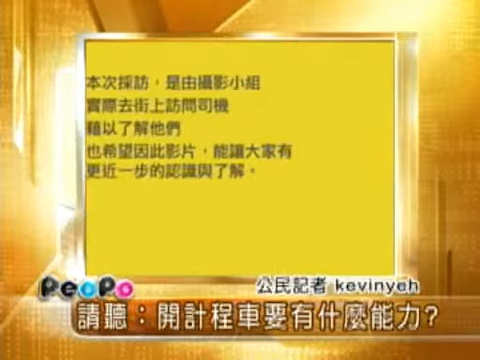 本次採訪，是由攝影小組
實際去街上訪問司機
藉以了解他們
也希望因此影片，能讓大家有
更近一步的認識與了解。
PeoPo
公民記者 kevinyeh
請聽：開計程車要有什麼能力?